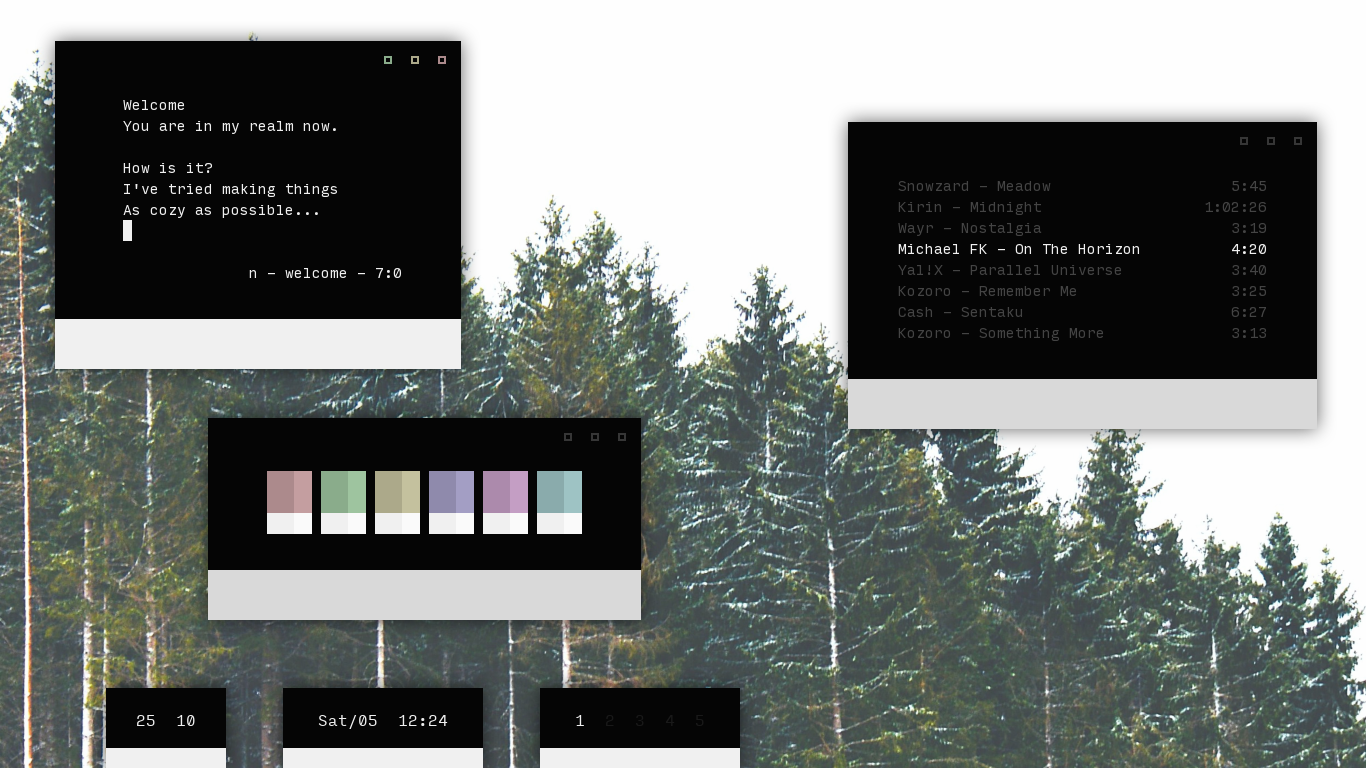 Welcome
You are in my realm now.
How is it?
I've tried making things
As cozy as possible...
n – welcome – 7:0
Snowzard – Meadow 5:45
Kirin – Midnight 1:02:26
Wayr – Nostalgia 3:19
Michael FK – On The Horizon 4:20
Yal!X – Parallel Universe 3:40
Kozoro – Remember Me 3:25
Cash – Sentaku 6:27
Kozoro – Something More 3:13
25 10
Sat/05 12:24
1 2 3 4 5